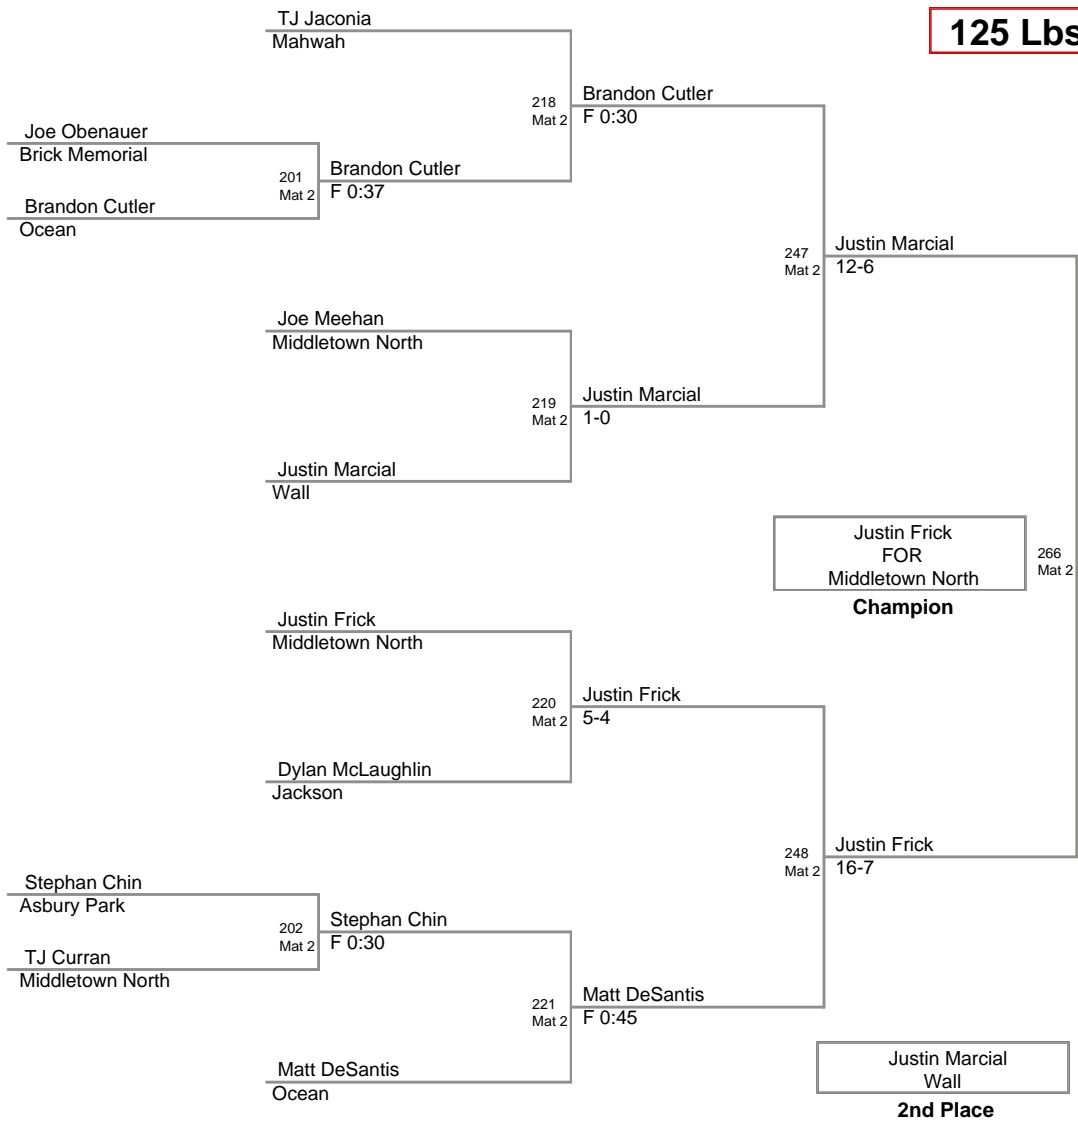 TJ Jaconia
Mahwah
125 Lbs
218
Mat 2
Brandon Cutler
F 0:30
Joe Obenauer
Brick Memorial
201
Mat 2
Brandon Cutler
F 0:37
Brandon Cutler
Ocean
247
Mat 2
Justin Marcial
12-6
Joe Meehan
Middletown North
219
Mat 2
Justin Marcial
1-0
Justin Marcial
Wall
Justin Frick
FOR
Middletown North
Champion
266
Mat 2
Justin Frick
Middletown North
220
Mat 2
Justin Frick
5-4
Dylan McLaughlin
Jackson
248
Mat 2
Justin Frick
16-7
Stephan Chin
Asbury Park
202
Mat 2
Stephan Chin
F 0:30
TJ Curran
Middletown North
221
Mat 2
Matt DeSantis
F 0:45
Matt DeSantis
Ocean
Justin Marcial
Wall
2nd Place